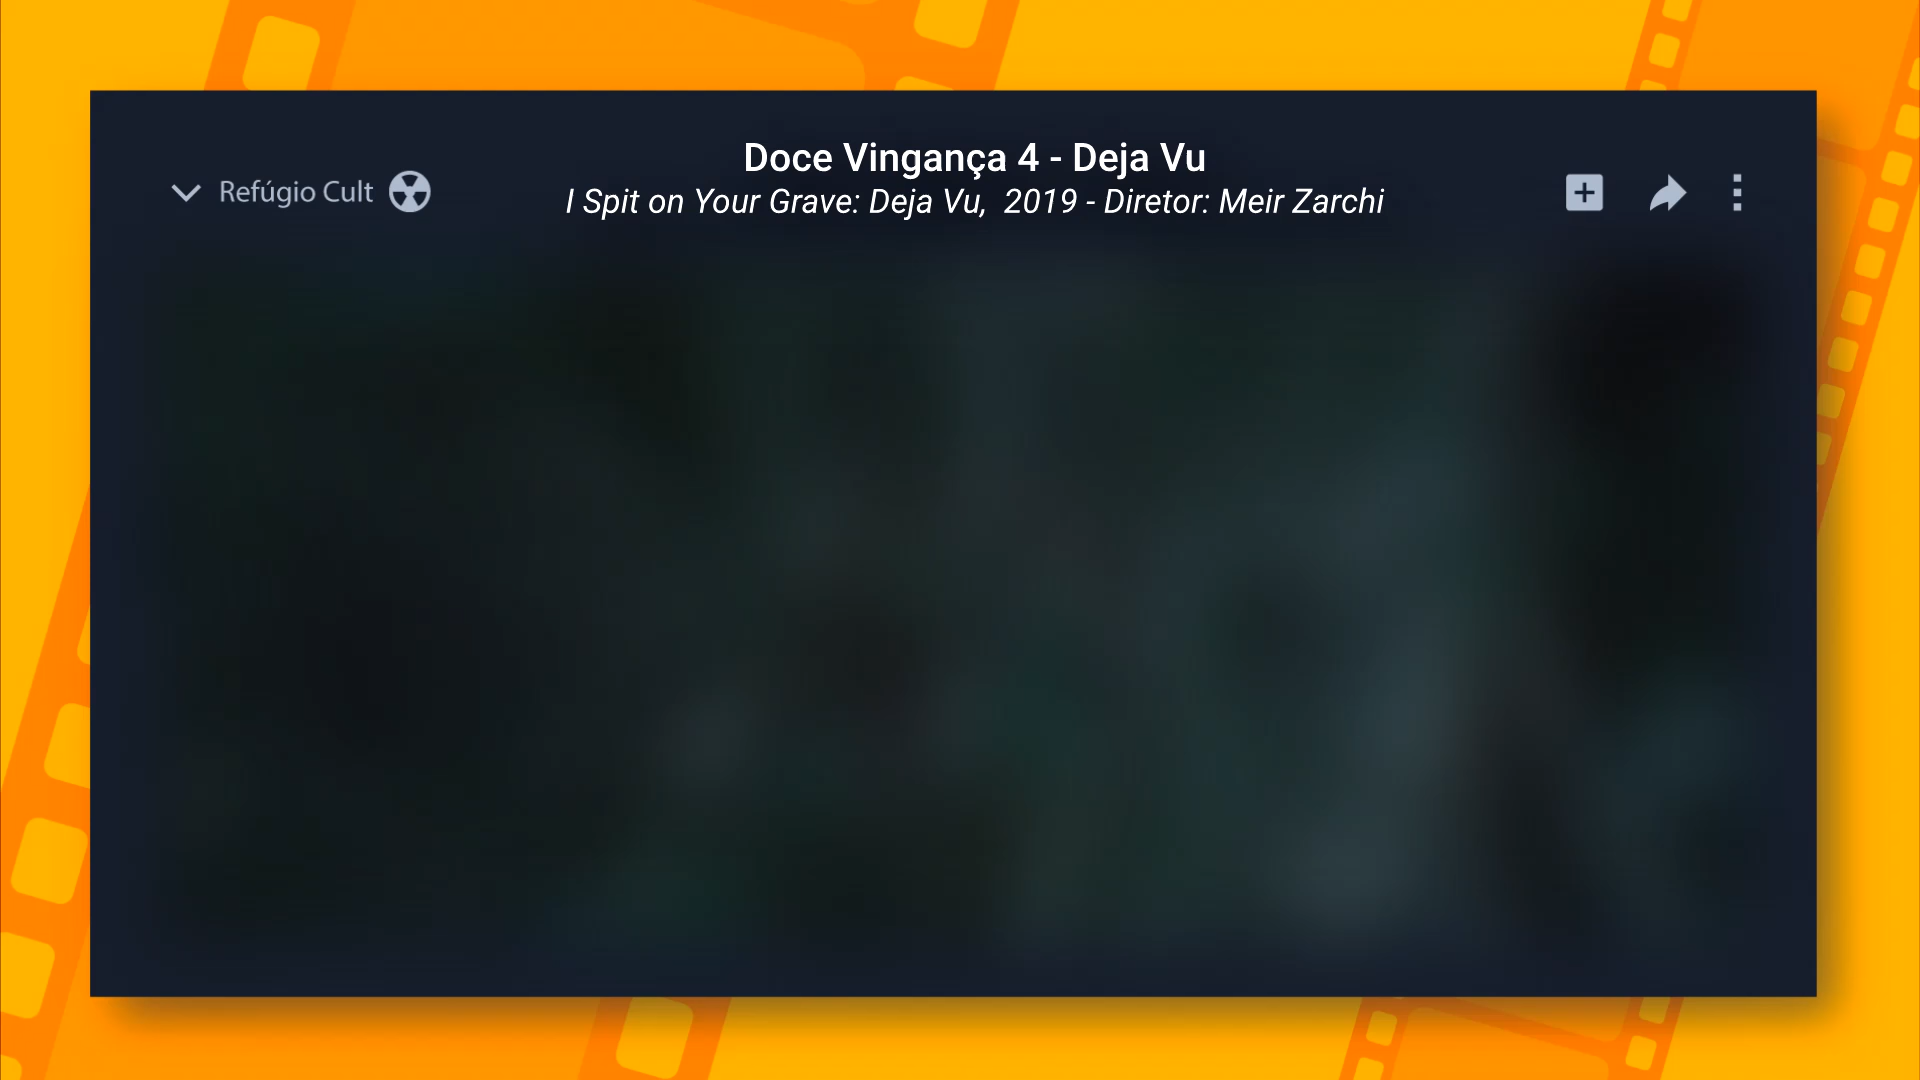 Doce Vingança 4 - Deja Vu
Refúgio Cult
I Spit on Your Grave: Deja Vu, 2019 - Diretor: Meir Zarchi